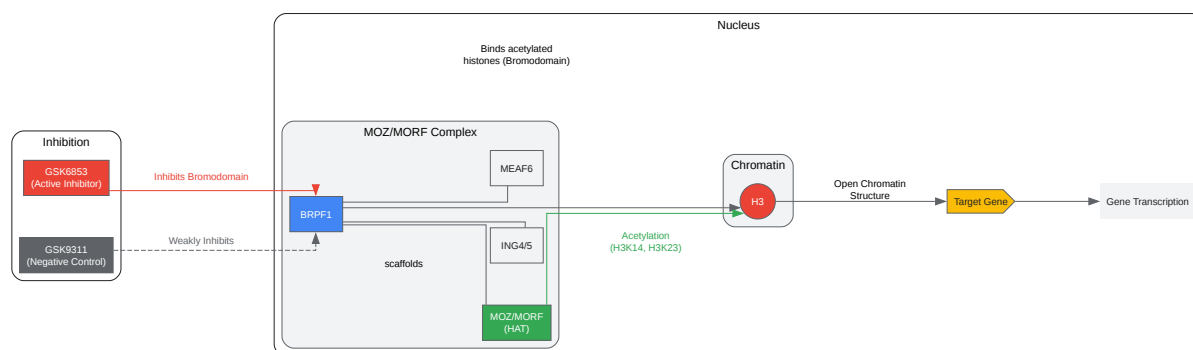 Nucleus
Binds acetylated
histones (Bromodomain)
Inhibition
GSK6853
(Active Inhibitor)
Inhibits Bromodomain
GSK9311
(Negative Control)
Weakly Inhibits
MOZ/MORF Complex
MEAF6
BRPF1
ING4/5
scaffolds
MOZ/MORF
(HAT)
Acetylation
(H3K14, H3K23)
Chromatin
H3
Open Chromatin
Structure
Target Gene
Gene Transcription